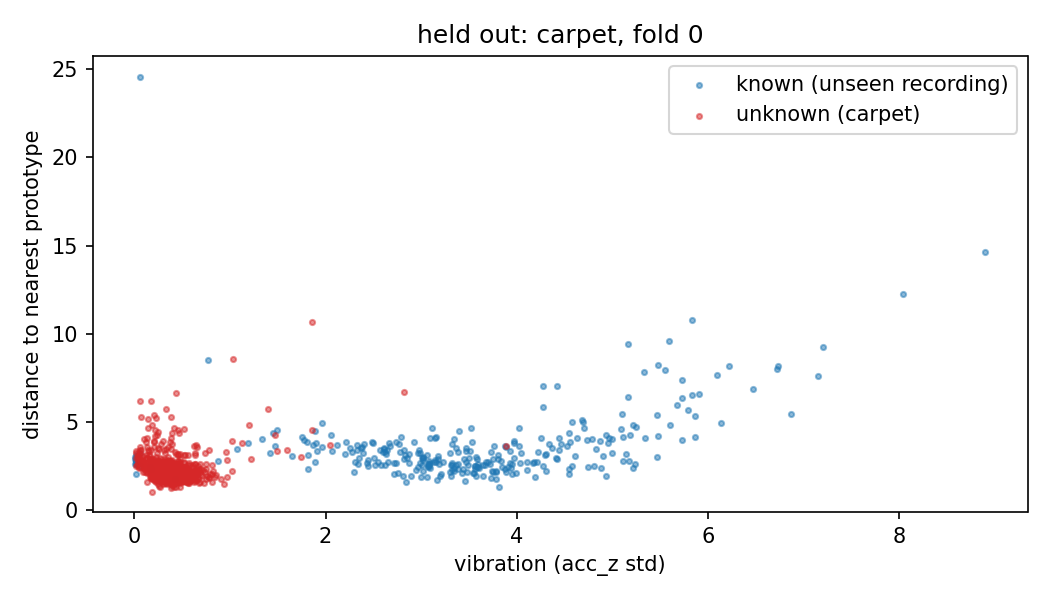 held out: carpet, fold 0
known (unseen recording)
unknown (carpet)
distance to nearest prototype
25
20
15
10
5
0
0 2 4 6 8
vibration (acc_z std)